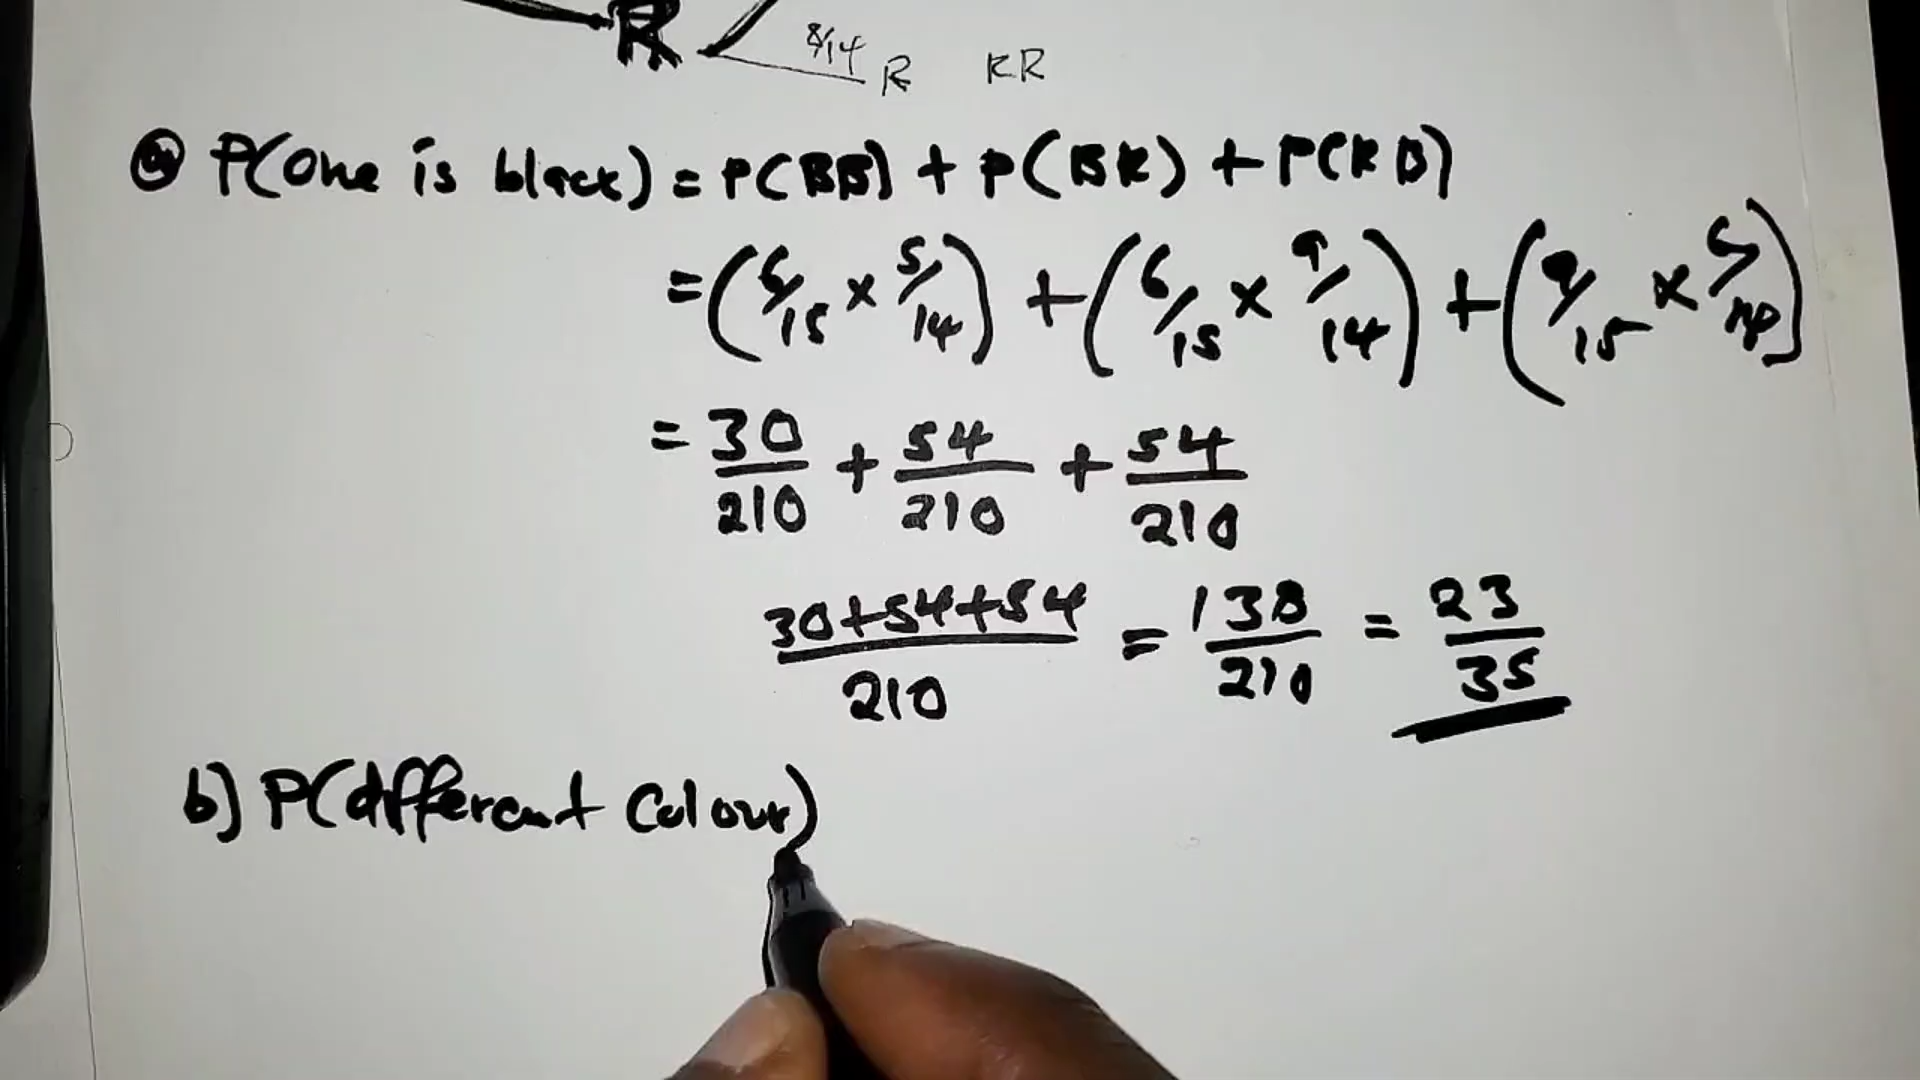 R 8/14 R RR
a) P(One is black) = P(BB) + P(BR) + P(RB)
= (6/15 × 5/14) + (6/15 × 9/14) + (9/15 × 6/14)
= 30/210 + 54/210 + 54/210
30+54+54/210 = 138/210 = 23/35
b) P(different Colour)